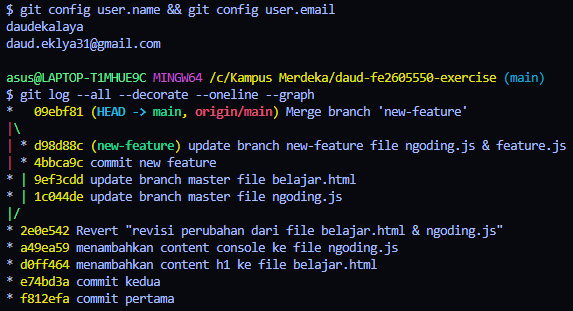 $ git config user.name && git config user.email
daudekalaya
daud.eklya31@gmail.com
asus@LAPTOP-T1MHUE9C MINGW64 /c/Kampus Merdeka/daud-fe2605550-exercise (main)
$ git log --all --decorate --oneline --graph
*   09ebf81 (HEAD -> main, origin/main) Merge branch 'new-feature'
|\
| * d98d88c (new-feature) update branch new-feature file ngoding.js & feature.js
| * 4bbca9c commit new feature
* | 9ef3cdd update branch master file belajar.html
* | 1c044de update branch master file ngoding.js
|/
* 2e0e542 Revert "revisi perubahan dari file belajar.html & ngoding.js"
* a49ea59 menambahkan content console ke file ngoding.js
* d0ff464 menambahkan content h1 ke file belajar.html
* e74bd3a commit kedua
* f812efa commit pertama